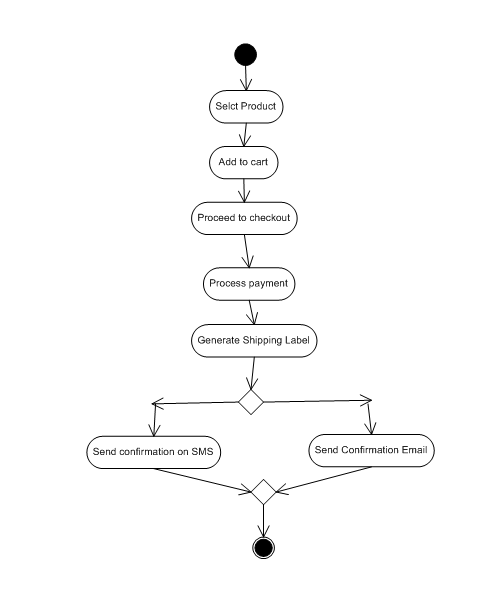 Selct Product
Add to cart
Proceed to checkout
Process payment
Generate Shipping Label
Send confirmation on SMS
Send Confirmation Email